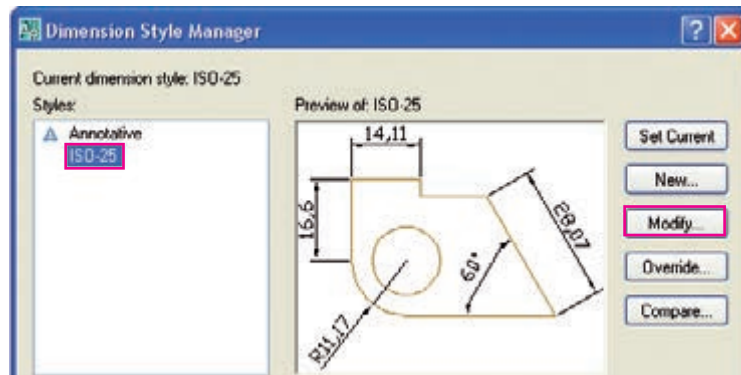 Dimension Style Manager
Current dimension style: ISO-25
Styles:
Annotative
ISO-25
Preview of: ISO-25
14,11
16,6
28,07
60°
R11,17
Set Current
New...
Modify...
Override...
Compare...